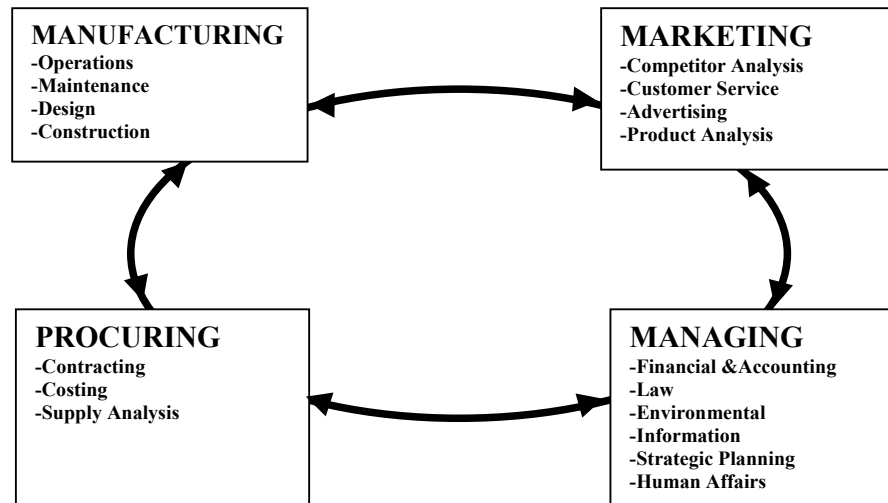 MANUFACTURING
-Operations
-Maintenance
-Design
-Construction
MARKETING
-Competitor Analysis
-Customer Service
-Advertising
-Product Analysis
PROCURING
-Contracting
-Costing
-Supply Analysis
MANAGING
-Financial &Accounting
-Law
-Environmental
-Information
-Strategic Planning
-Human Affairs